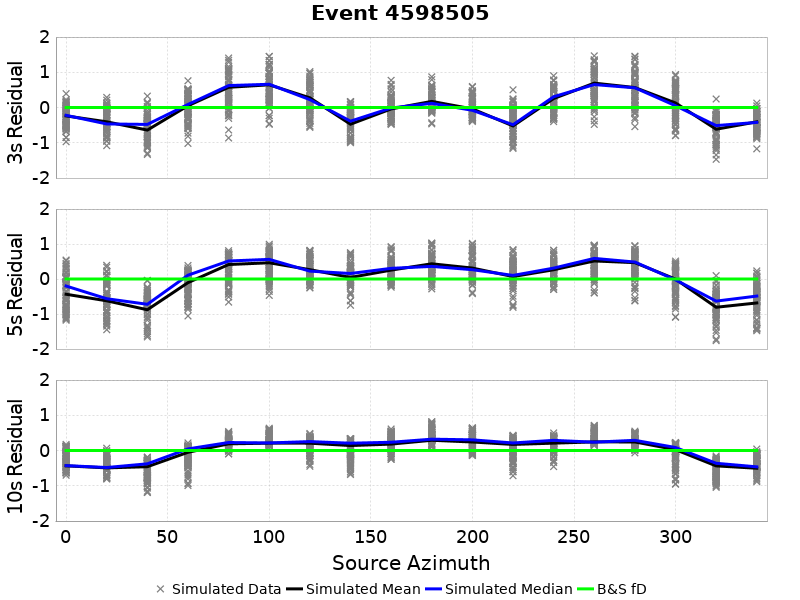 Event 4598505
3s Residual
2
1
0
-1
-2
5s Residual
2
1
0
-1
-2
10s Residual
2
1
0
-1
-2
0 50 100 150 200 250 300
Source Azimuth
Simulated Data Simulated Mean Simulated Median B&S fD